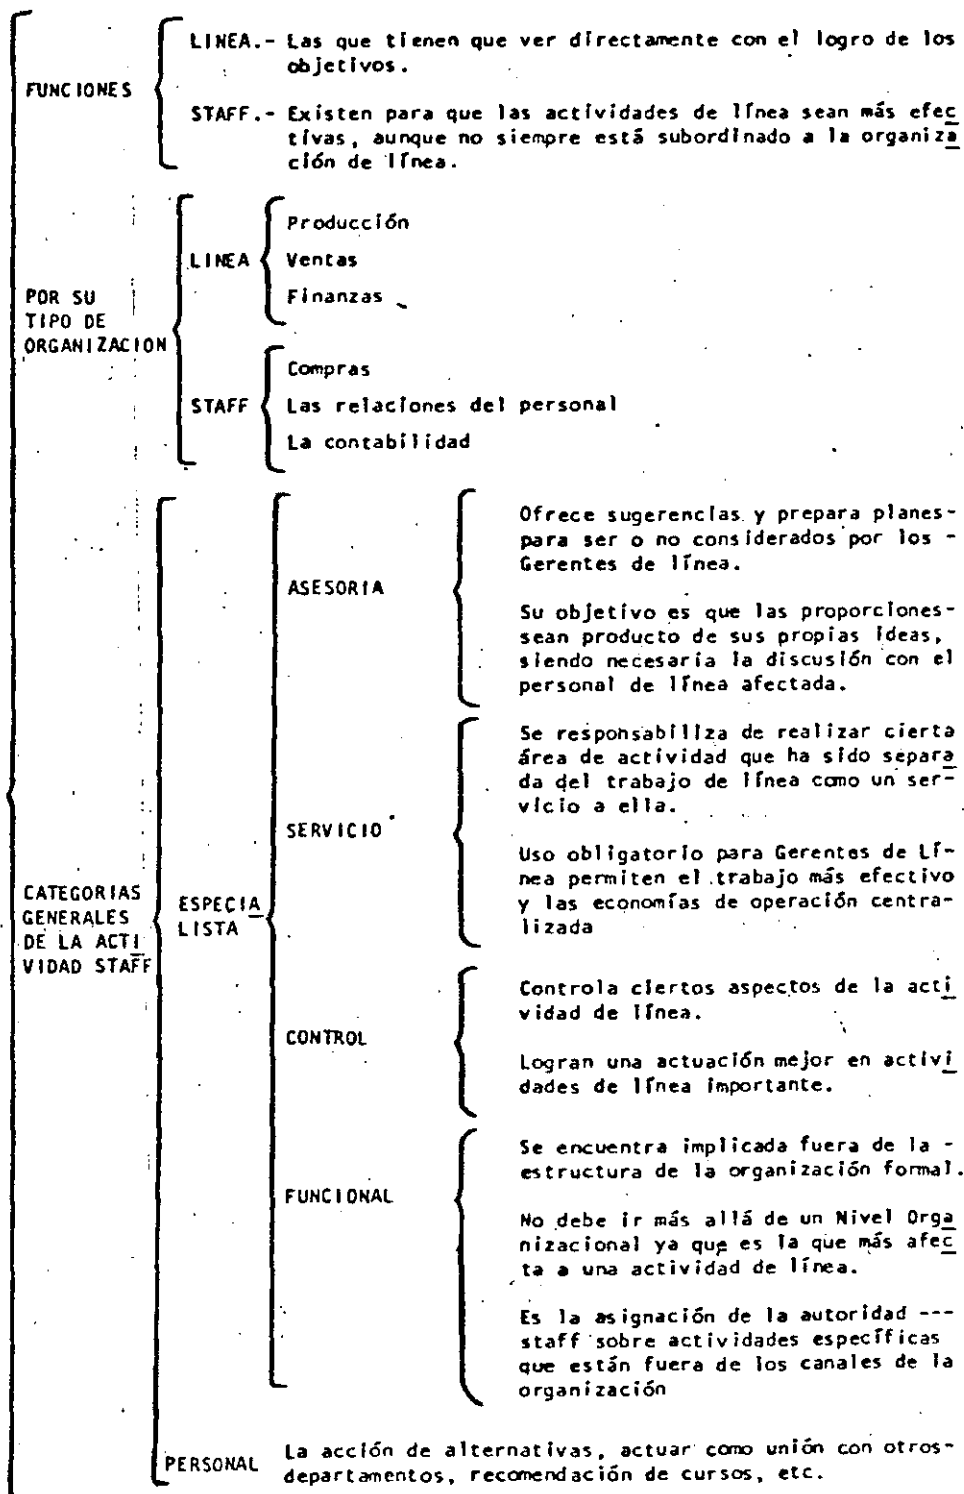 LINEA.- Las que tienen que ver directamente con el logro de los
objetivos.
FUNCIONES
STAFF.- Existen para que las actividades de línea sean más efec
tivas, aunque no siempre está subordinado a la organiza
ción de línea.
Producción
LINEA Ventas
Finanzas
POR SU
TIPO DE
ORGANIZACION
Compras
STAFF Las relaciones del personal
La contabilidad
Ofrece sugerencias y prepara planes-
para ser o no considerados por los -
Gerentes de línea.
ASESORIA
Su objetivo es que las proporciones-
sean producto de sus propias ideas,
siendo necesaria la discusión con el
personal de línea afectada.
Se responsabiliza de realizar cierta
área de actividad que ha sido separa
da del trabajo de línea como un ser-
vicio a ella.
SERVICIO
Uso obligatorio para Gerentes de Lí-
nea permiten el trabajo más efectivo
y las economías de operación centra-
lizada
CATEGORIAS
GENERALES
DE LA ACTI
VIDAD STAFF
ESPECIA
LISTA
Controla ciertos aspectos de la acti
vidad de línea.
CONTROL
Logran una actuación mejor en activi
dades de línea importante.
Se encuentra implicada fuera de la -
estructura de la organización formal.
FUNCIONAL
No debe ir más allá de un Nivel Orga
nizacional ya que es la que más afec
ta a una actividad de línea.
Es la asignación de la autoridad ---
staff sobre actividades específicas
que están fuera de los canales de la
organización
PERSONAL La acción de alternativas, actuar como unión con otros-
departamentos, recomendación de cursos, etc.